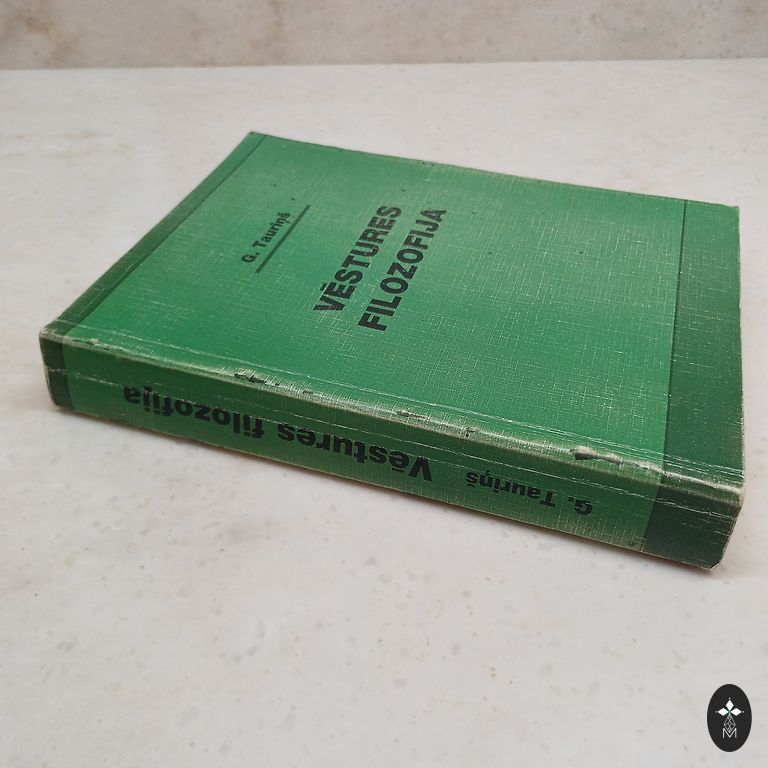 G. Tauriņš
VĒSTURES
FILOZOFIJA
G. Tauriņš
Vēstures filozofija
M